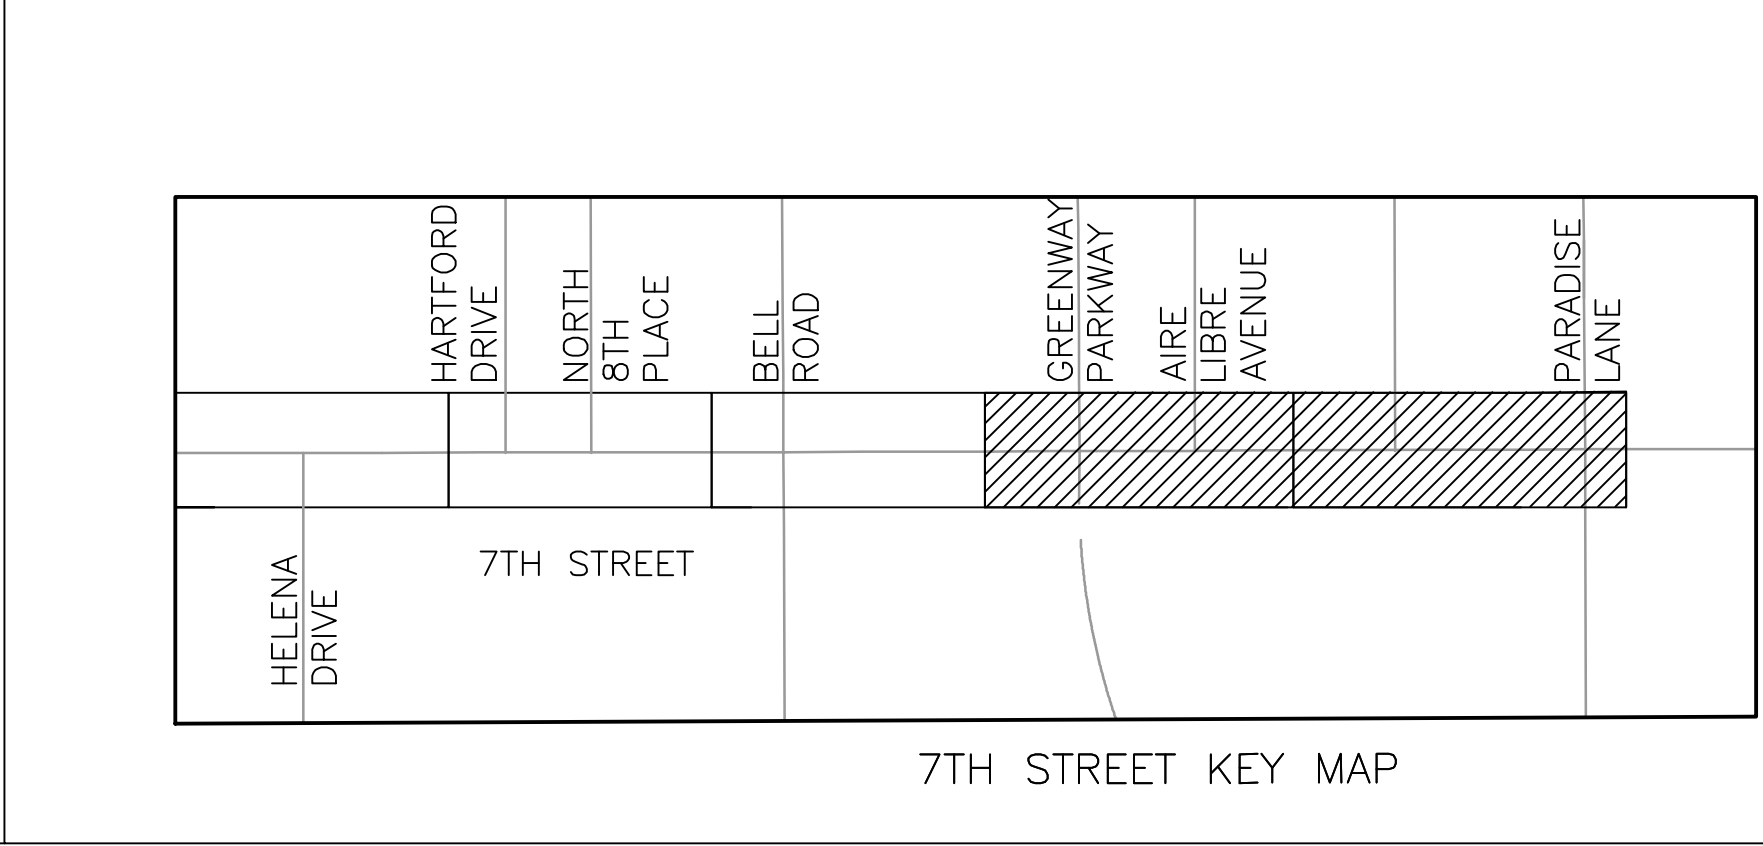 HARTFORD
DRIVE
NORTH
8TH
PLACE
BELL
ROAD
GREENWAY
PARKWAY
AIRE
LIBRE
AVENUE
PARADISE
LANE
7TH STREET
HELENA
DRIVE
7TH STREET KEY MAP